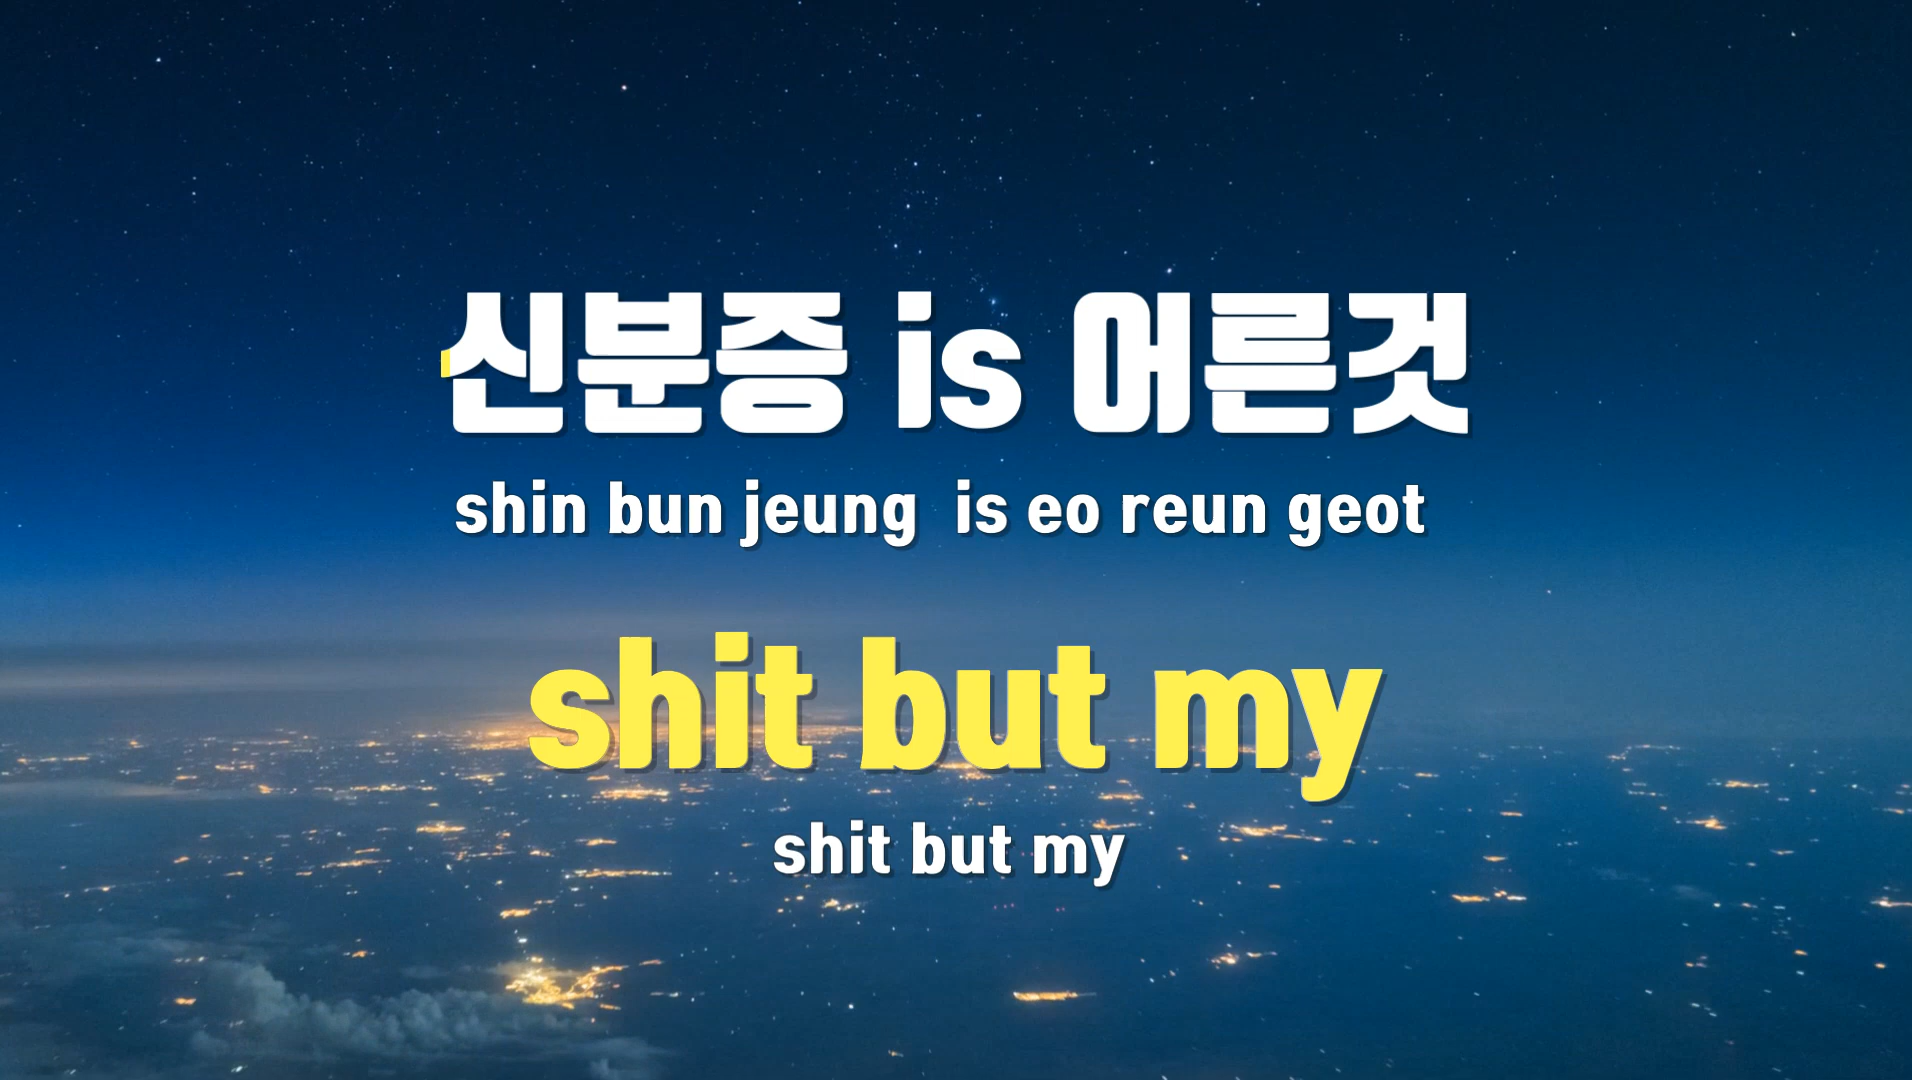 신분증 is 어른것
shin bun jeung is eo reun geot
shit but my
shit but my